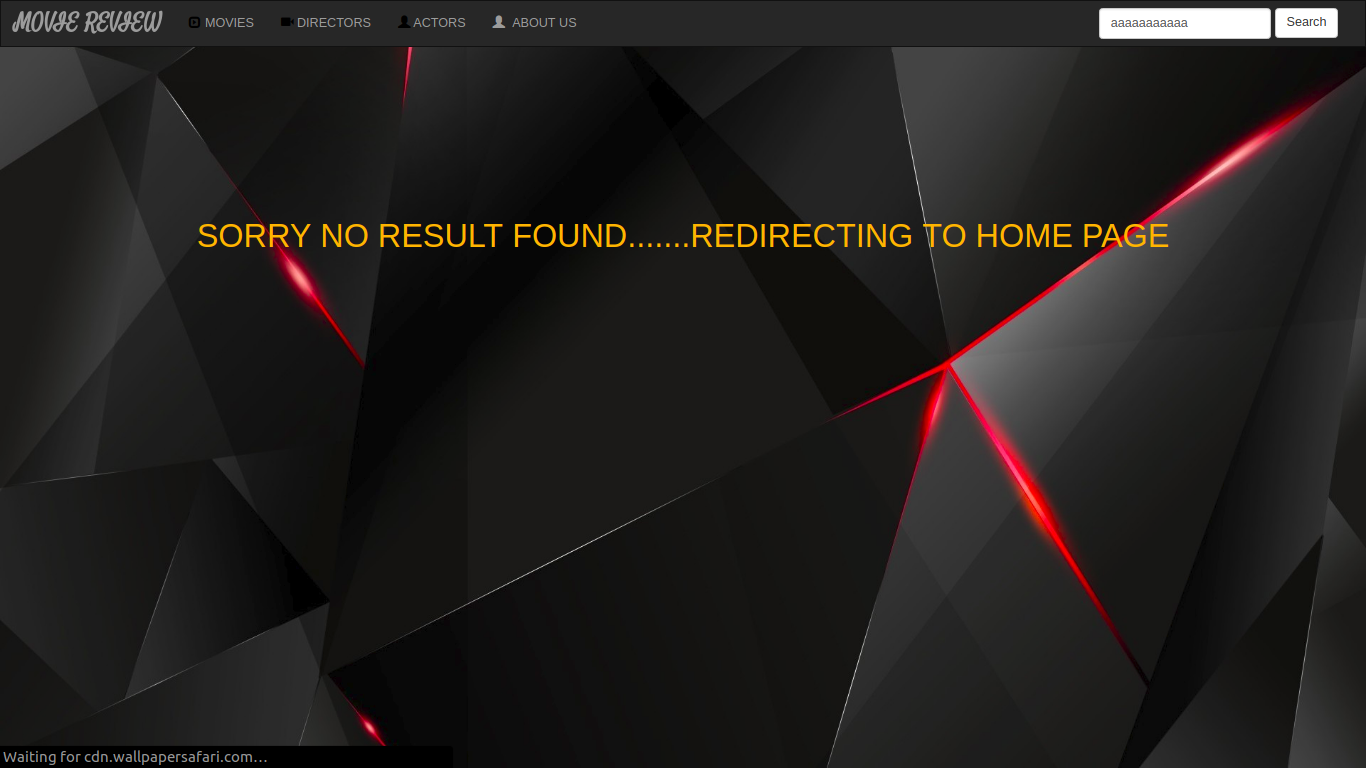 MOVIE REVIEW MOVIES DIRECTORS ACTORS ABOUT US aaaaaaaaaaa Search
SORRY NO RESULT FOUND.......REDIRECTING TO HOME PAGE
Waiting for cdn.wallpapersafari.com...